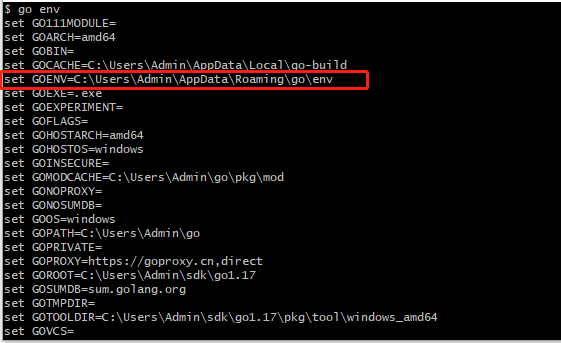 $ go env
set GO111MODULE=
set GOARCH=amd64
set GOBIN=
set GOCACHE=C:\Users\Admin\AppData\Local\go-build
set GOENV=C:\Users\Admin\AppData\Roaming\go\env
set GOEXE=.exe
set GOEXPERIMENT=
set GOFLAGS=
set GOHOSTARCH=amd64
set GOHOSTOS=windows
set GOINSECURE=
set GOMODCACHE=C:\Users\Admin\go\pkg\mod
set GONOPROXY=
set GONOSUMDB=
set GOOS=windows
set GOPATH=C:\Users\Admin\go
set GOPRIVATE=
set GOPROXY=https://goproxy.cn,direct
set GOROOT=C:\Users\Admin\sdk\go1.17
set GOSUMDB=sum.golang.org
set GOTMPDIR=
set GOTOOLDIR=C:\Users\Admin\sdk\go1.17\pkg\tool\windows_amd64
set GOVCS=